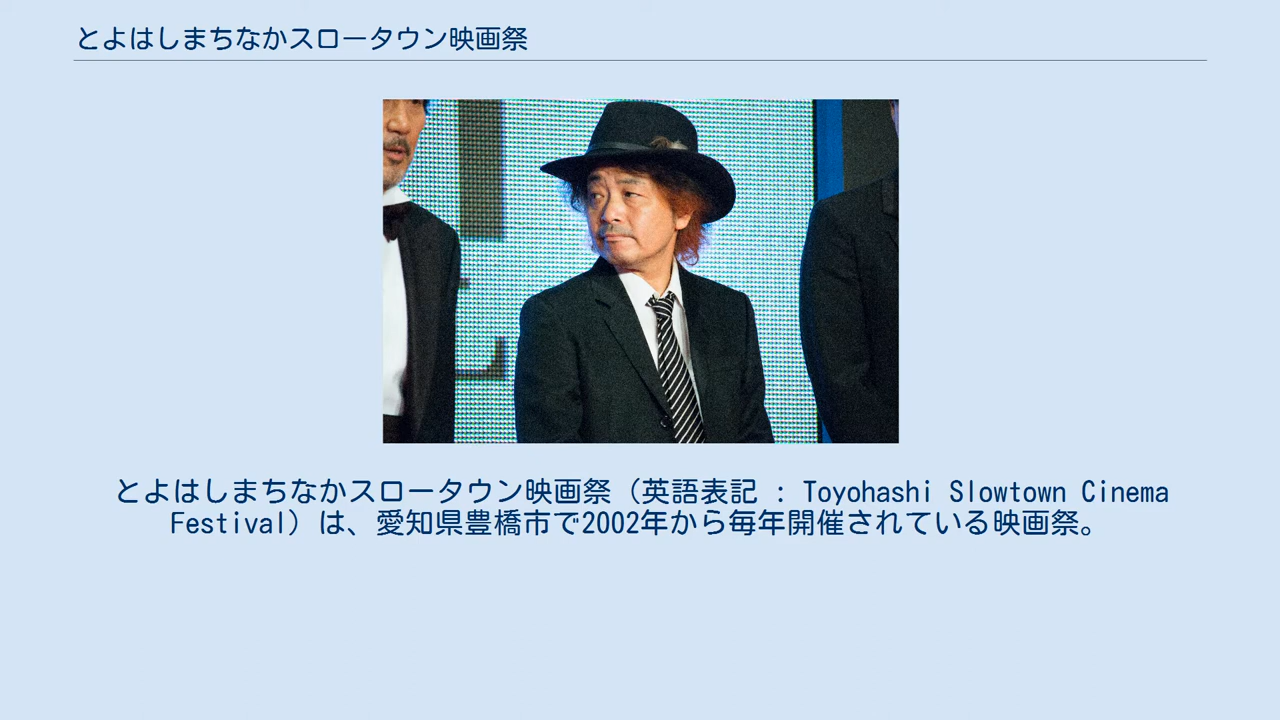 とよはしまちなかスロータウン映画祭
とよはしまちなかスロータウン映画祭（英語表記 : Toyohashi Slowtown Cinema
Festival）は、愛知県豊橋市で2002年から毎年開催されている映画祭。